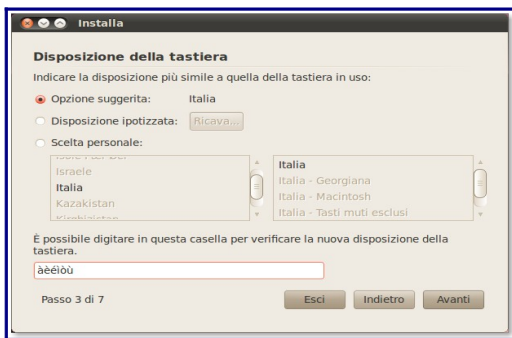 Installa
Disposizione della tastiera
Indicare la disposizione più simile a quella della tastiera in uso:
Opzione suggerita: Italia
Disposizione ipotizzata: Ricava...
Scelta personale:
Israele
Italia
Kazakistan
Kirghizistan
Italia
Italia - Georgiana
Italia - Macintosh
Italia - Tasti muti esclusi
È possibile digitare in questa casella per verificare la nuova disposizione della
tastiera.
àèéìòù
Passo 3 di 7 Esci Indietro Avanti